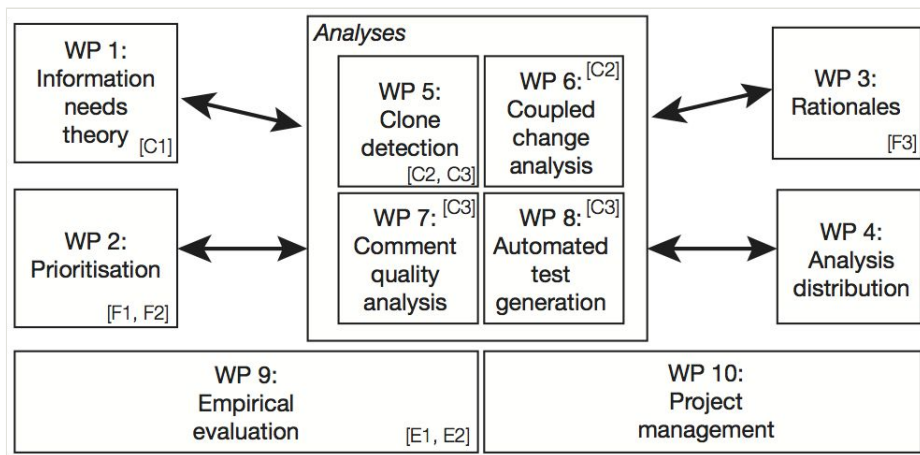 Analyses
WP 1:
Information
needs
theory
[C1]
WP 5:
Clone
detection
[C2, C3]
WP 6:
[C2]
Coupled
change
analysis
WP 3:
Rationales
[F3]
WP 2:
Prioritisation
[F1, F2]
WP 7:
[C3]
Comment
quality
analysis
WP 8:
[C3]
Automated
test
generation
WP 4:
Analysis
distribution
WP 9:
Empirical
evaluation
[E1, E2]
WP 10:
Project
management